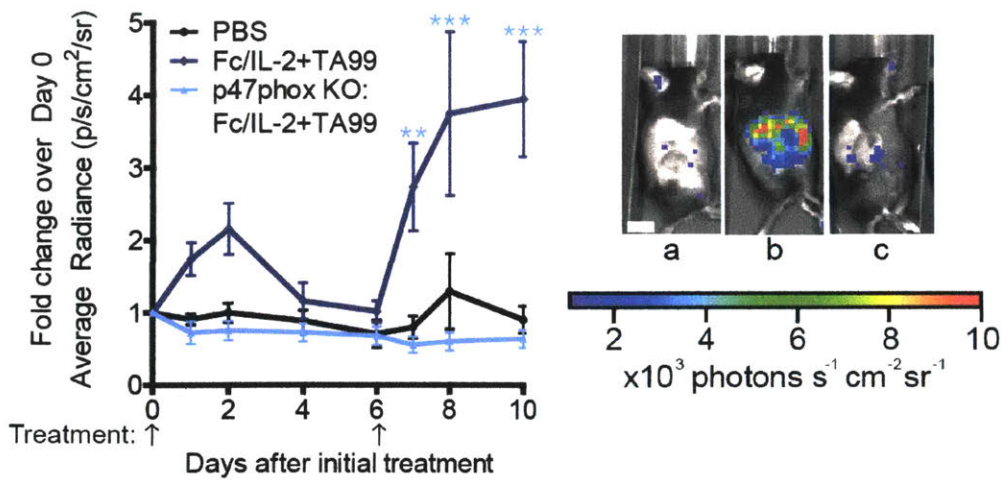 Fold change over Day 0
Average Radiance (p/s/cm²/sr)
5
4
3
2
1
0
PBS
Fc/IL-2+TA99
p47phox KO:
Fc/IL-2+TA99
**
***
***
0
2
4
6
8
10
Treatment: ↑
↑
Days after initial treatment
a
b
c
2
4
6
8
10
x10³ photons s⁻¹ cm⁻² sr⁻¹